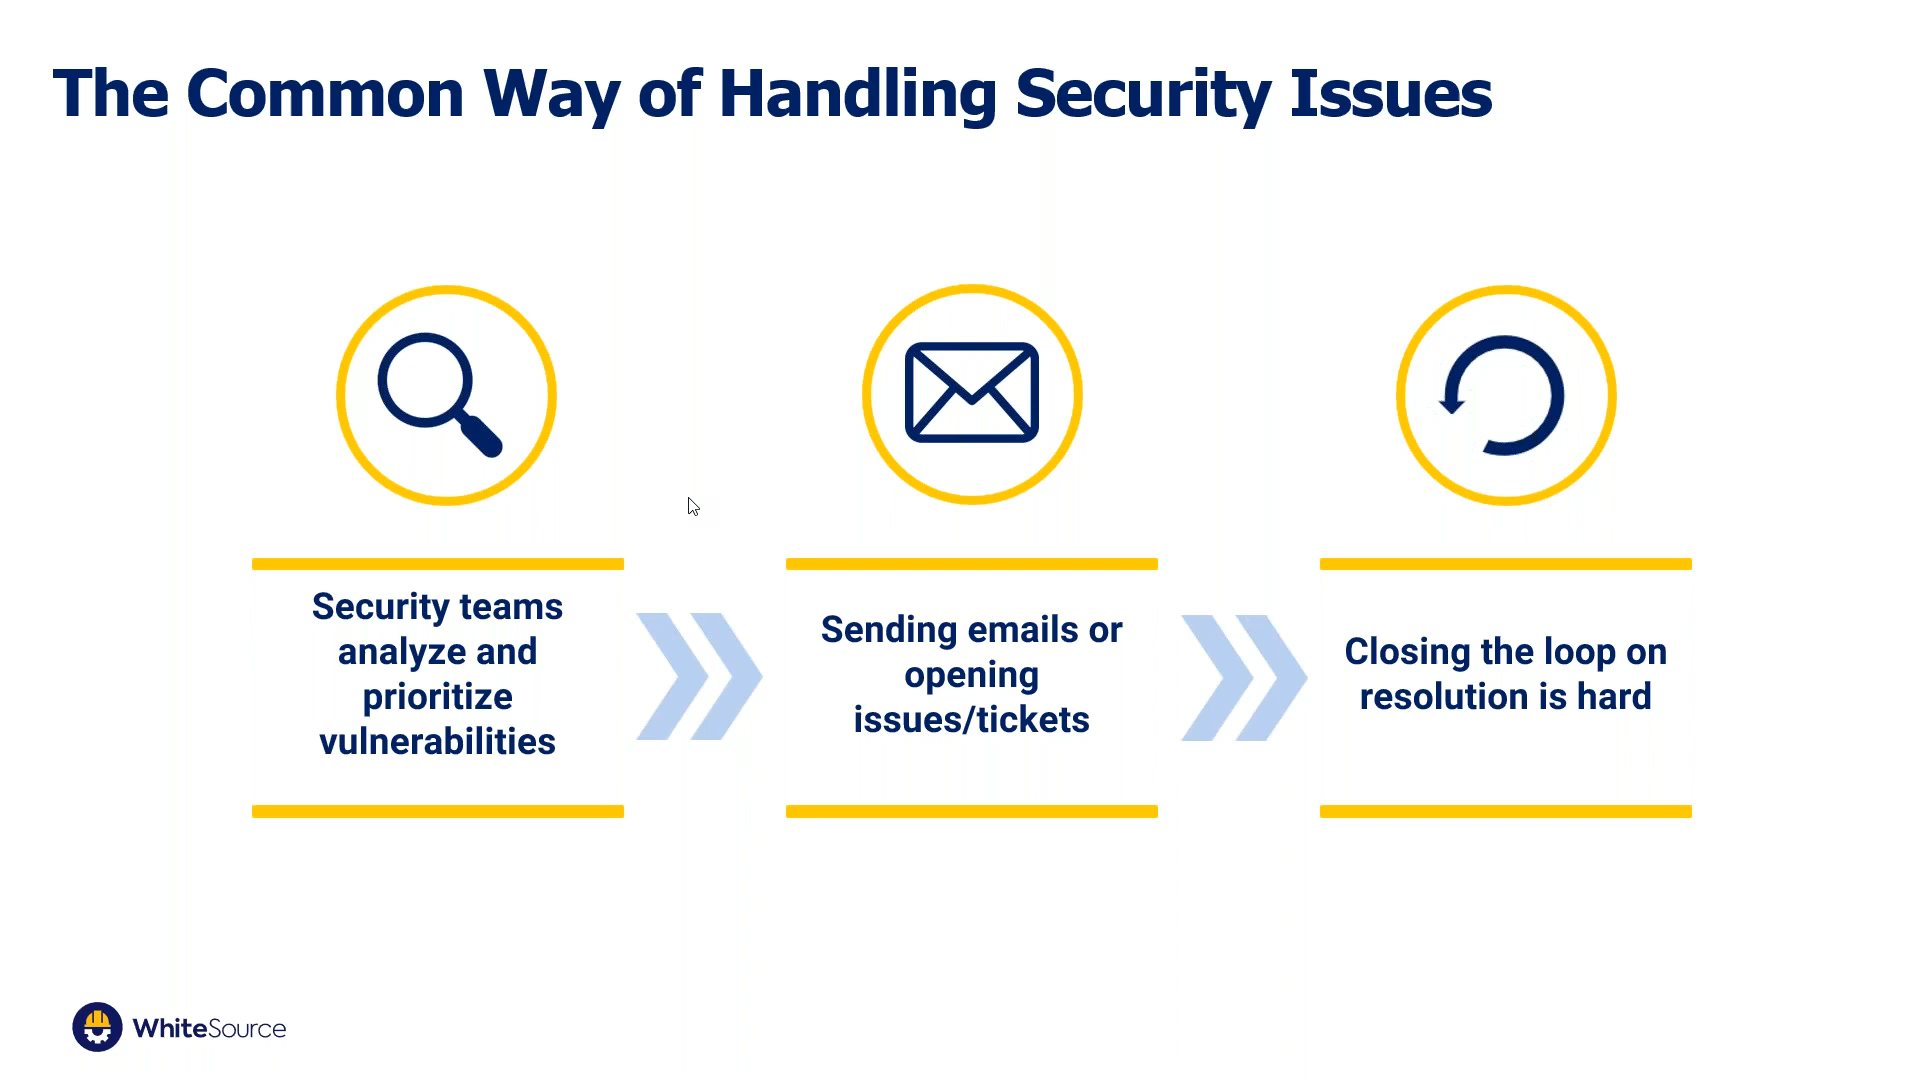 The Common Way of Handling Security Issues
Security teams
analyze and
prioritize
vulnerabilities
Sending emails or
opening
issues/tickets
Closing the loop on
resolution is hard
WhiteSource